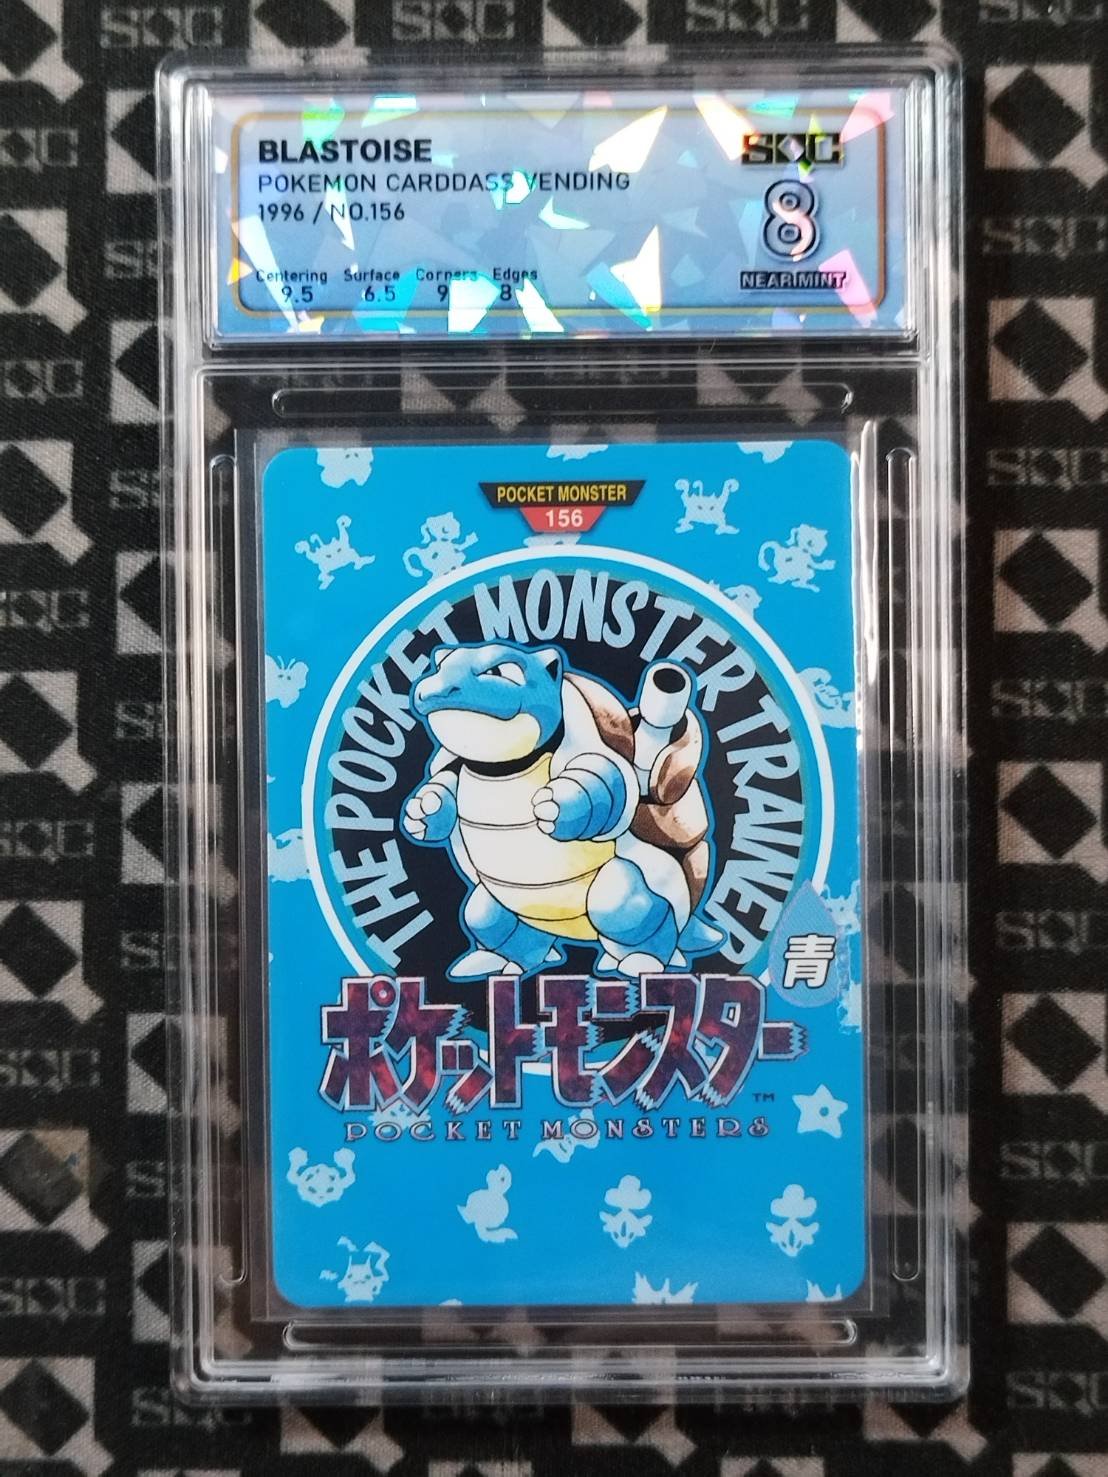 BLASTOISE
POKEMON CARDDASS VENDING
1996 / NO.156
SQC
8
NEAR MINT
Centering Surface Corners Edges
9.5 6.5 9 8
POCKET MONSTER
156
THE POCKET MONSTER TRAINER
青
ポケットモンスター
TM
POCKET MONSTERS